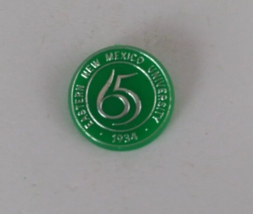 EASTERN NEW MEXICO UNIVERSITY
65
· 1934 ·